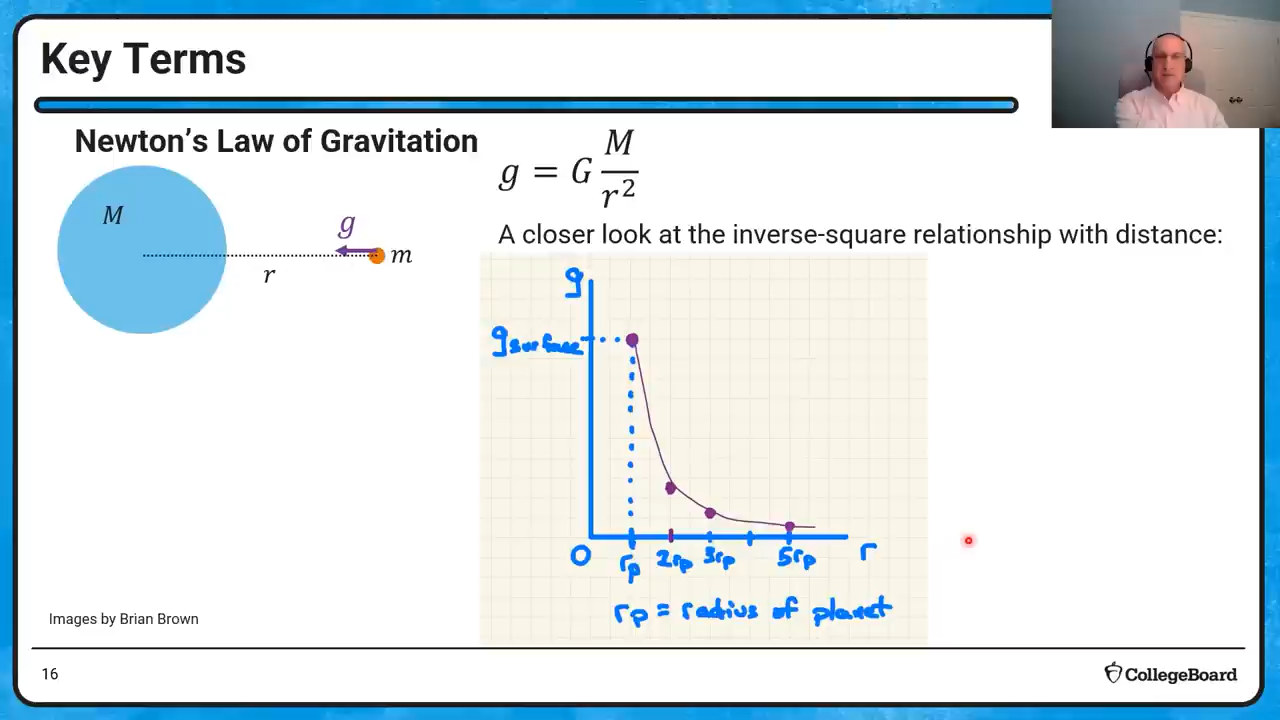 Key Terms
Newton's Law of Gravitation
g = G M/r²
M
g
r
m
A closer look at the inverse-square relationship with distance:
g
gsurface
0 rp 2rp 3rp 5rp r
rp = radius of planet
Images by Brian Brown
16
CollegeBoard